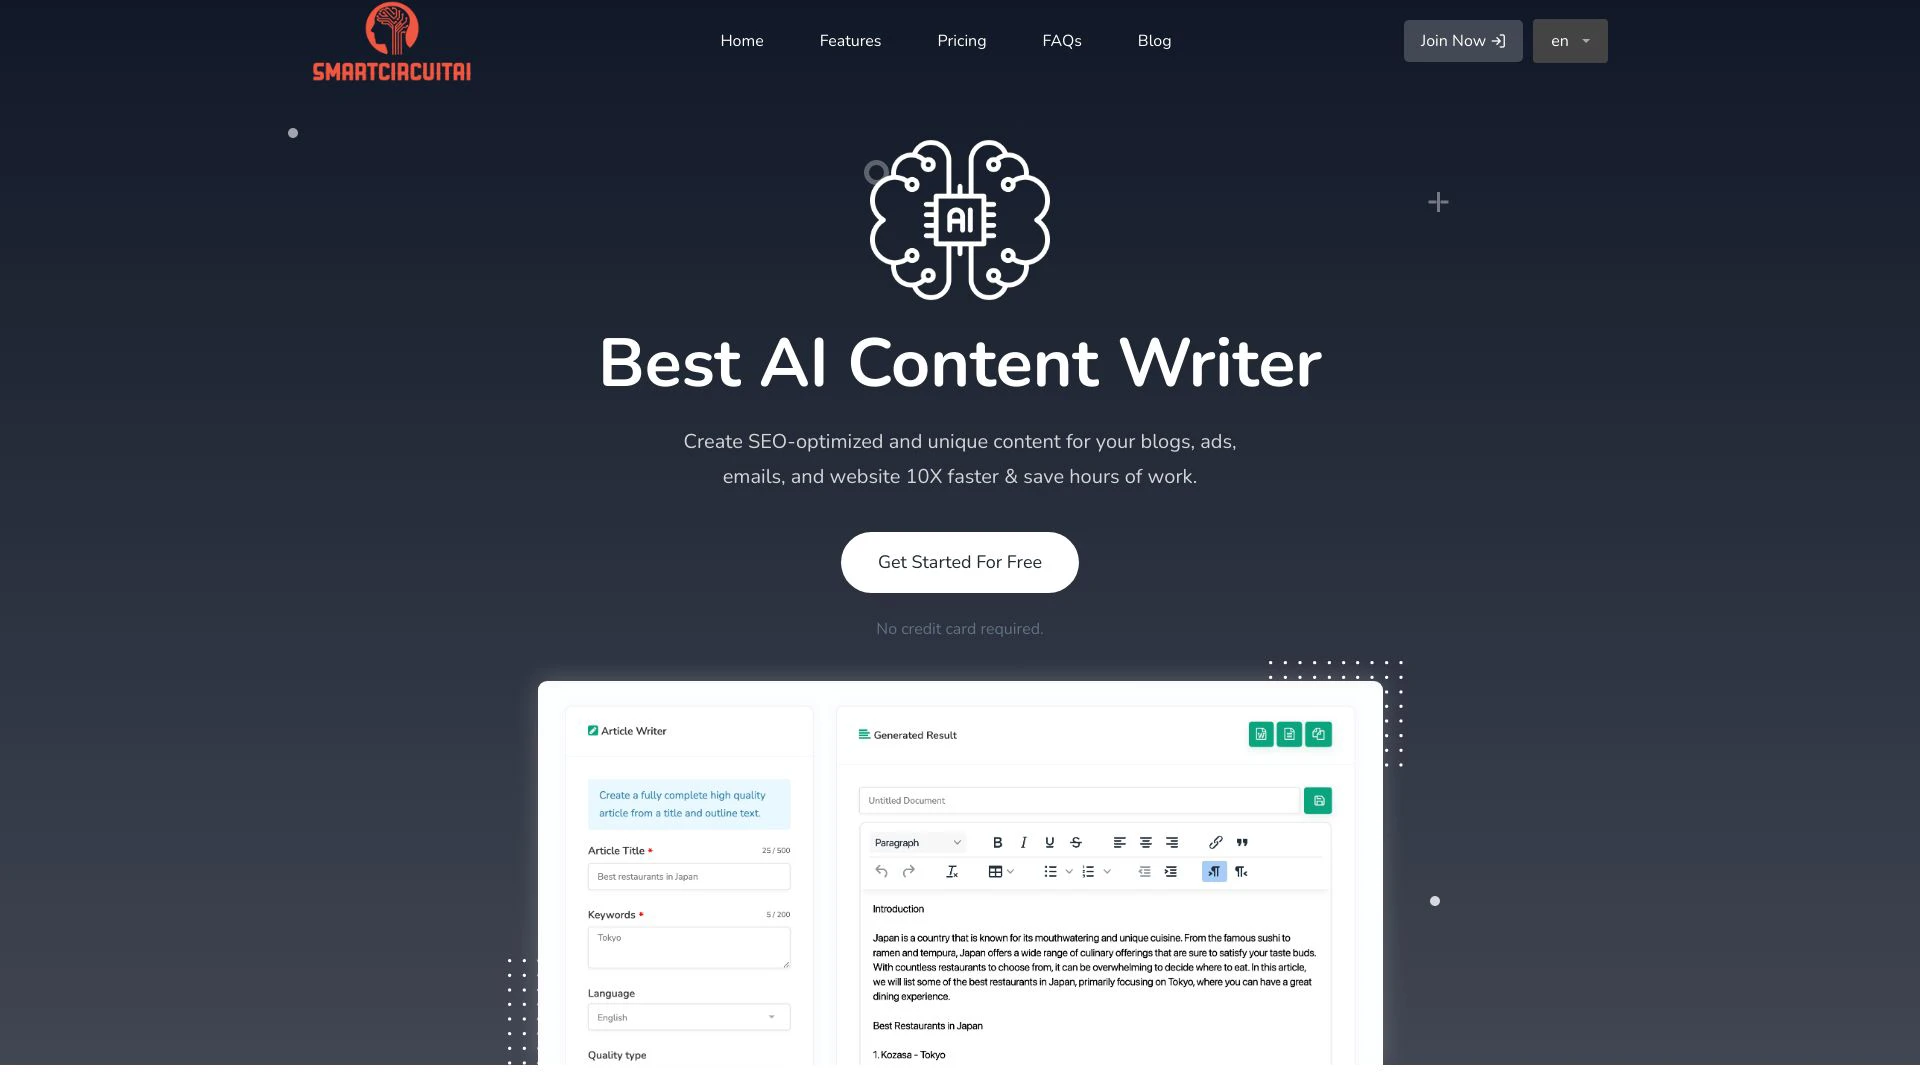 SMARTCIRCUITAI
Home
Features
Pricing
FAQs
Blog
Join Now
en
AI
Best AI Content Writer
Create SEO-optimized and unique content for your blogs, ads,
emails, and website 10X faster & save hours of work.
Get Started For Free
No credit card required.
Article Writer
Create a fully complete high quality
article from a title and outline text.
Article Title *
25 / 500
Best restaurants in Japan
Keywords *
5 / 200
Tokyo
Language
English
Quality type
Generated Result
Untitled Document
Paragraph
Introduction
Japan is a country that is known for its mouthwatering and unique cuisine. From the famous sushi to
ramen and tempura, Japan offers a wide range of culinary offerings that are sure to satisfy your taste buds.
With countless restaurants to choose from, it can be overwhelming to decide where to eat. In this article,
we will list some of the best restaurants in Japan, primarily focusing on Tokyo, where you can have a great
dining experience.
Best Restaurants in Japan
1. Kozasa - Tokyo